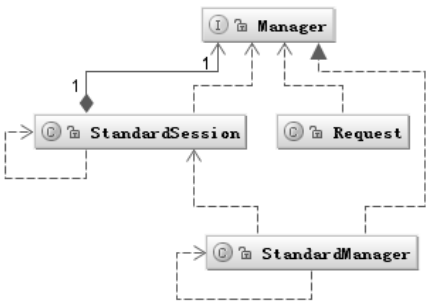 I Manager
1
1
C StandardSession
C Request
C StandardManager